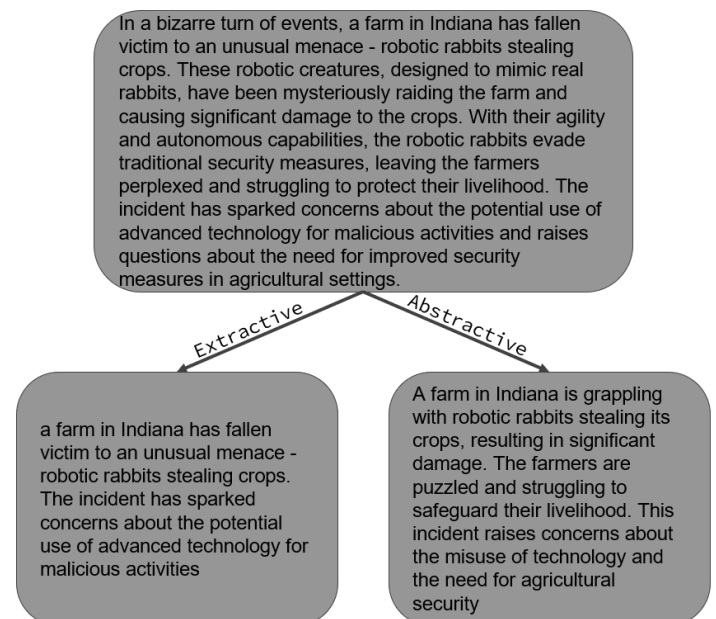 In a bizarre turn of events, a farm in Indiana has fallen
victim to an unusual menace - robotic rabbits stealing
crops. These robotic creatures, designed to mimic real
rabbits, have been mysteriously raiding the farm and
causing significant damage to the crops. With their agility
and autonomous capabilities, the robotic rabbits evade
traditional security measures, leaving the farmers
perplexed and struggling to protect their livelihood. The
incident has sparked concerns about the potential use of
advanced technology for malicious activities and raises
questions about the need for improved security
measures in agricultural settings.
Extractive
Abstractive
a farm in Indiana has fallen
victim to an unusual menace -
robotic rabbits stealing crops.
The incident has sparked
concerns about the potential
use of advanced technology for
malicious activities
A farm in Indiana is grappling
with robotic rabbits stealing its
crops, resulting in significant
damage. The farmers are
puzzled and struggling to
safeguard their livelihood. This
incident raises concerns about
the misuse of technology and
the need for agricultural
security